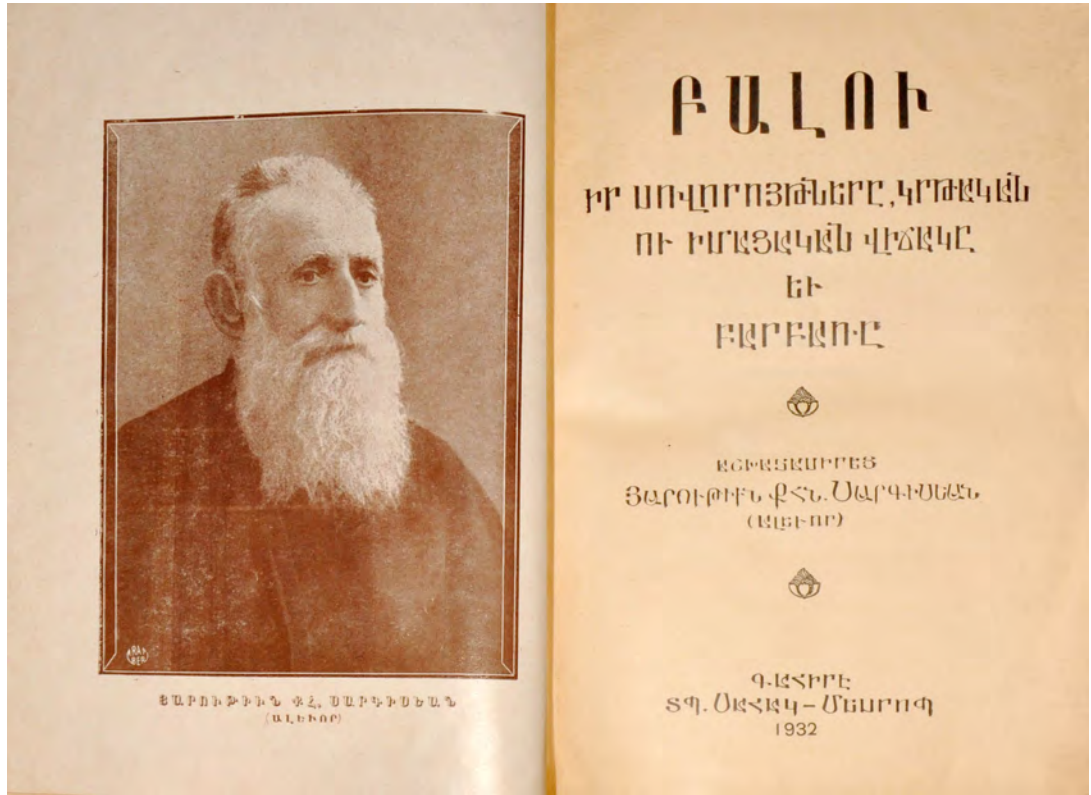 ՅԱՐՈՒԹԻՒՆ ՔՀ. ՍԱՐԳԻՍԵԱՆ
(ԱԼԵՒՈՐ)
ԲԱԼՈՒ
ԻՐ ՍՈՎՈՐՈՅԹՆԵՐԸ, ԿՐԹԱԿԱՆ
ՈՒ ԻՄԱՑԱԿԱՆ ՎԻՃԱԿԸ
ԵՒ
ԲԱՐԲԱՌԸ
ԱՇԽԱՏԱՍԻՐԵՑ
ՅԱՐՈՒԹԻՒՆ ՔՀՆ. ՍԱՐԳԻՍԵԱՆ
(ԱԼԵՒՈՐ)
ԳԱՀԻՐԷ
ՏՊ. ՍԱՀԱԿ – ՄԵՍՐՈՊ
1932